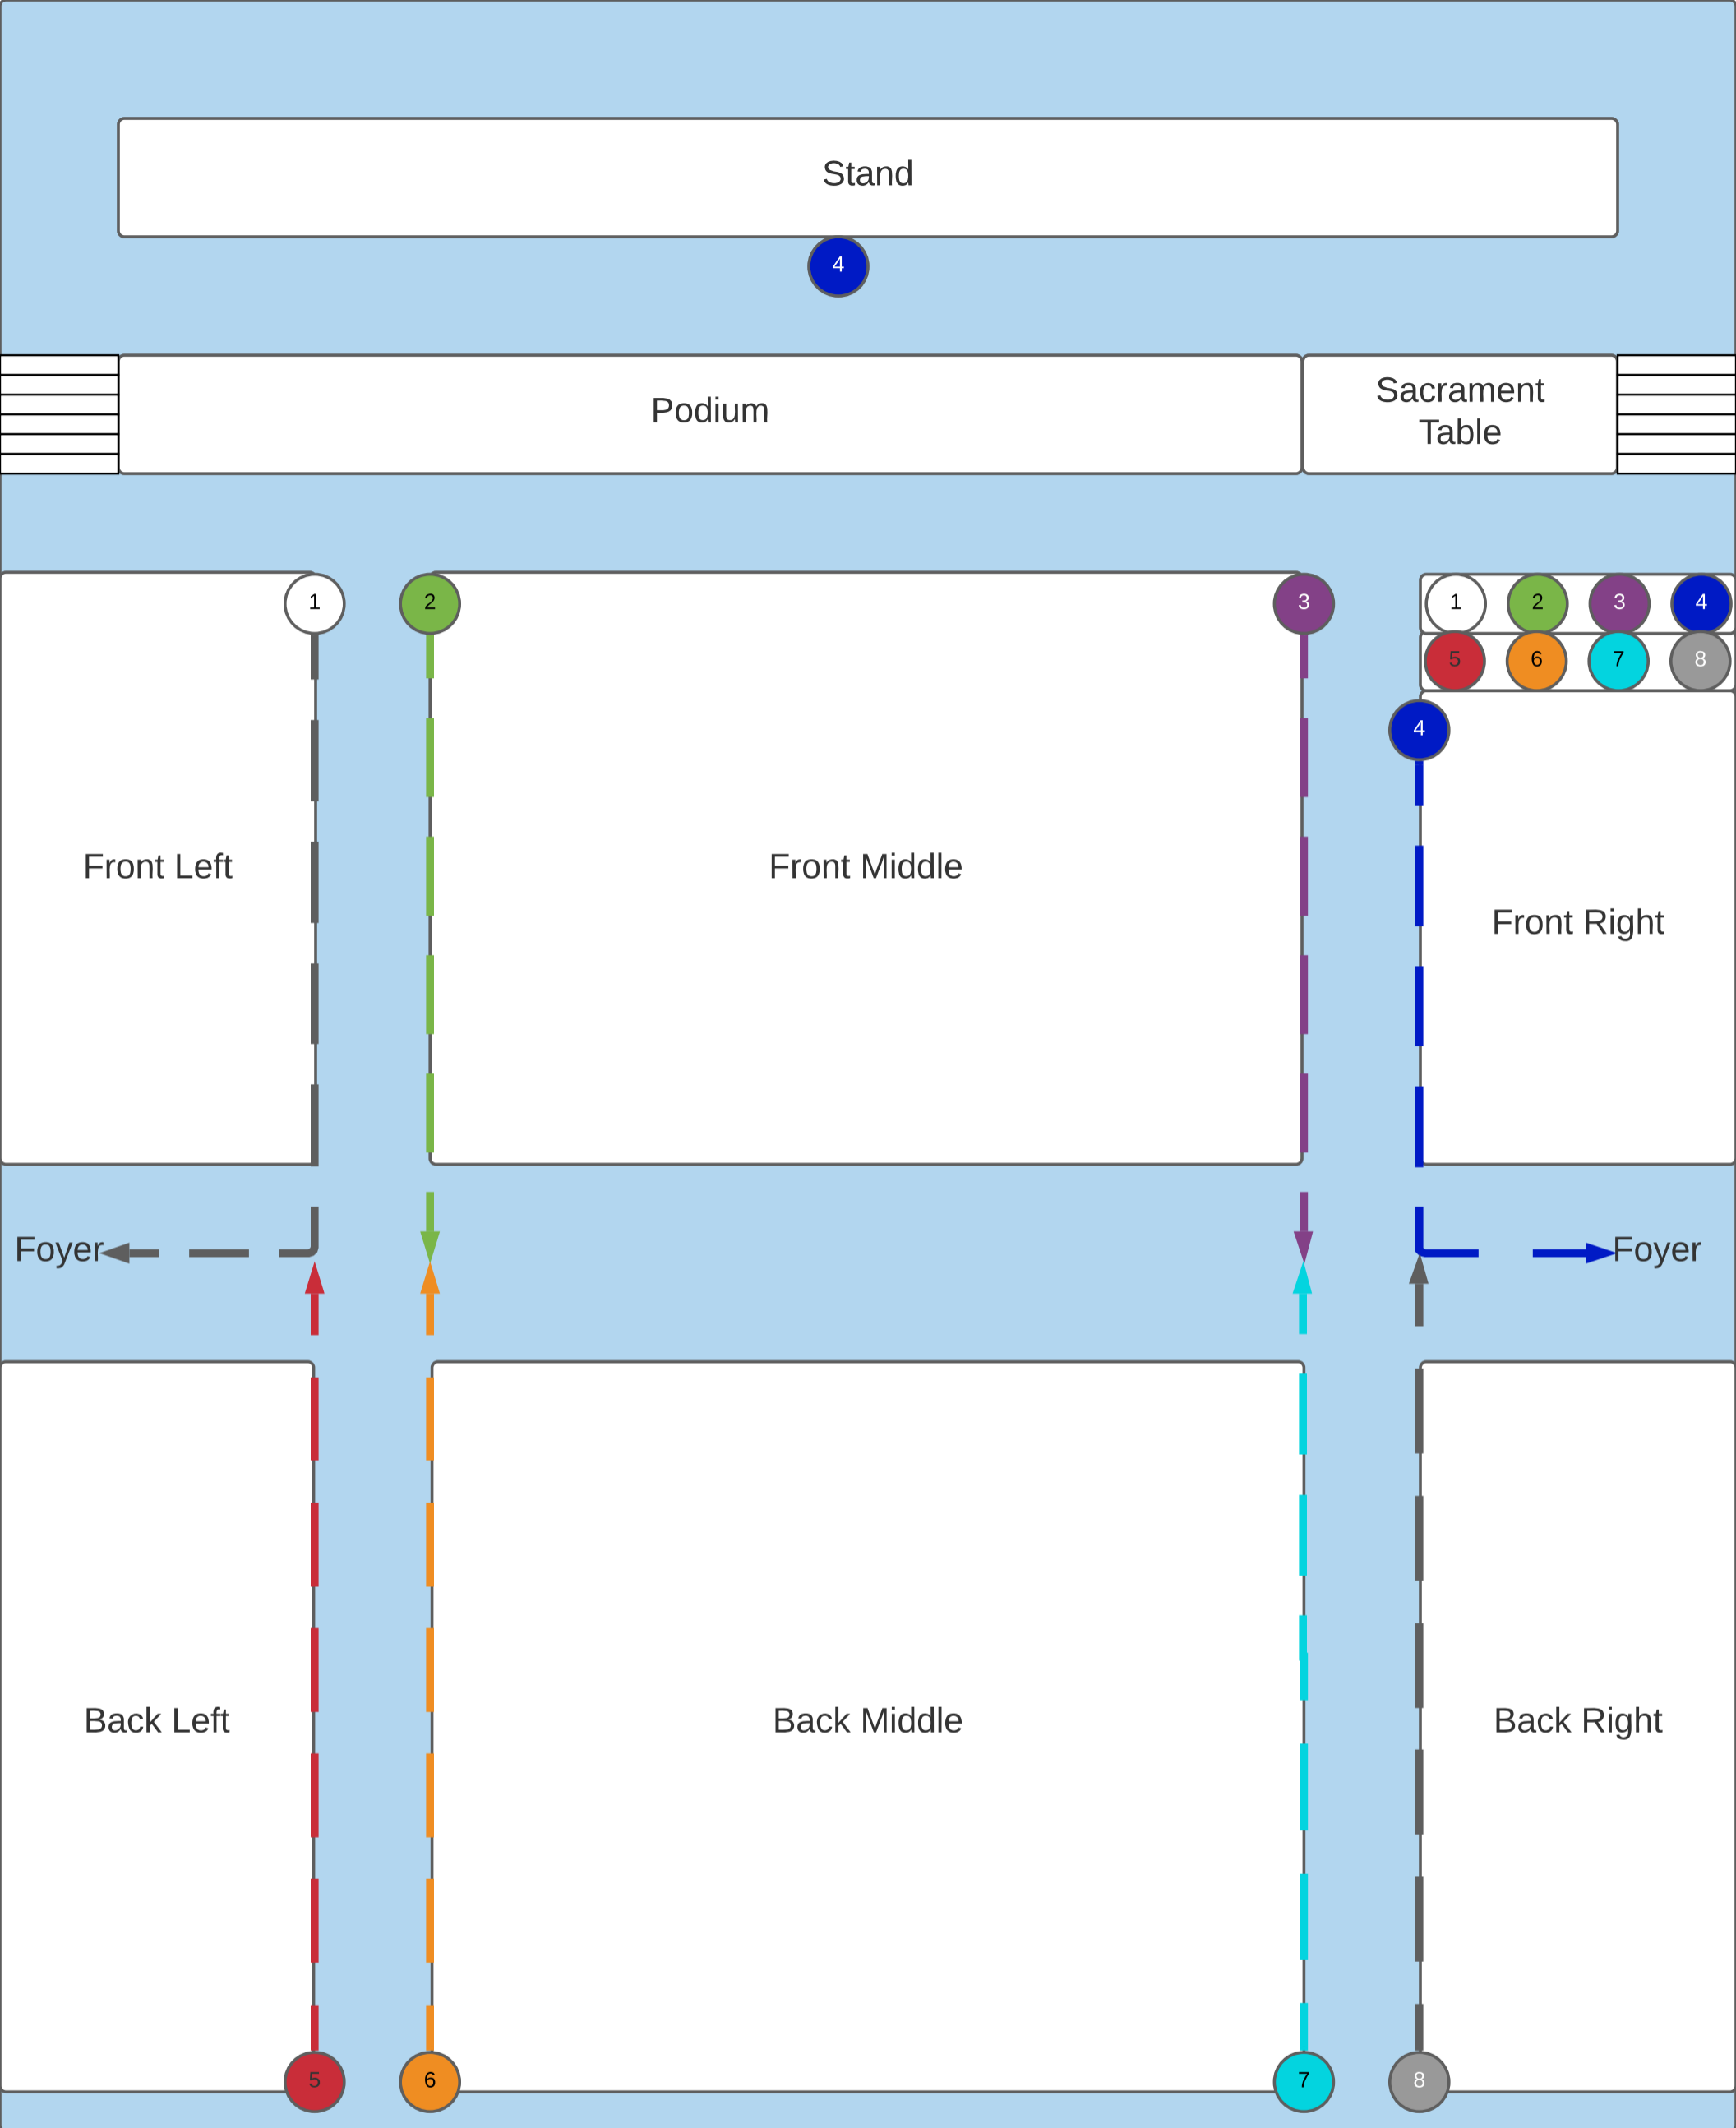 Stand
4
Podium
Sacrament
Table
1
2
3
1 2 3 4
5 6 7 8
4
Front Left
Front Middle
Front Right
Foyer
Foyer
Back Left
Back Middle
Back Right
5
6
7
8